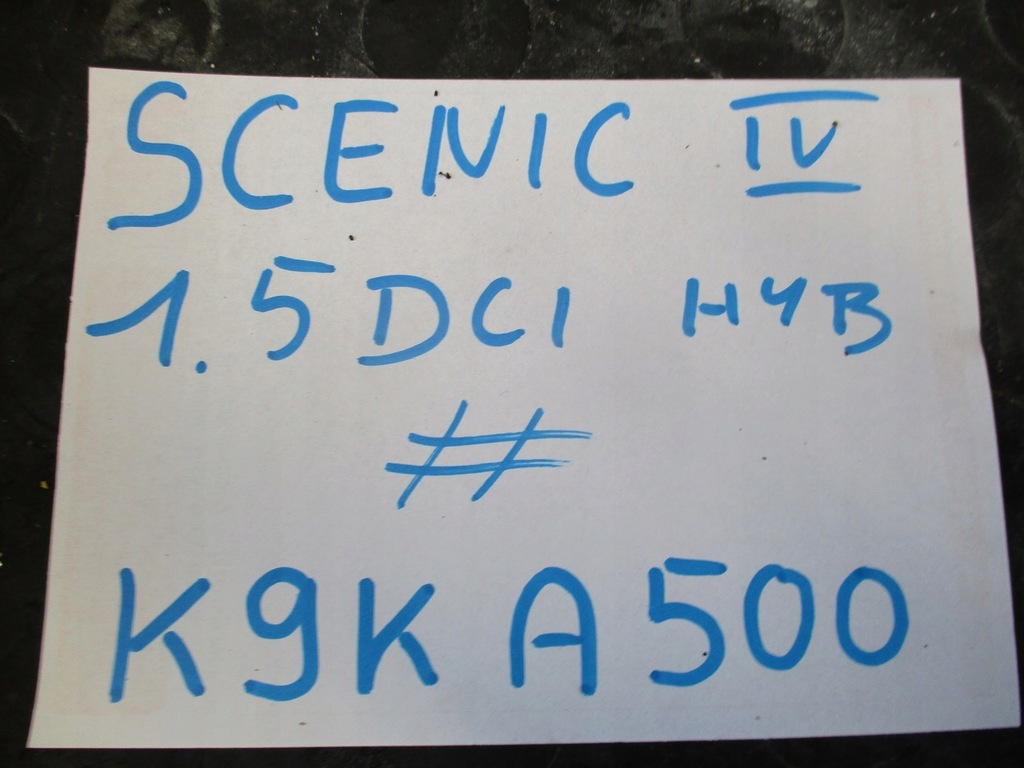 SCENIC IV
1.5 DCI HYB
#
K9K A500